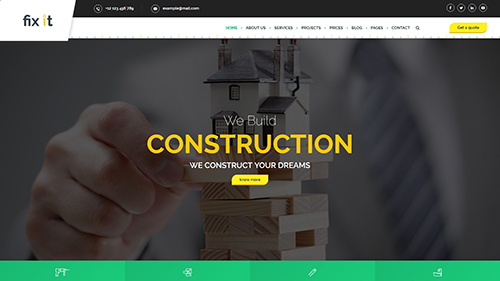 fix it
+12 123 456 789
example@mail.com
HOME ABOUT US SERVICES PROJECTS PRICES BLOG PAGES CONTACT
Get a quote
We Build
CONSTRUCTION
WE CONSTRUCT YOUR DREAMS
know more